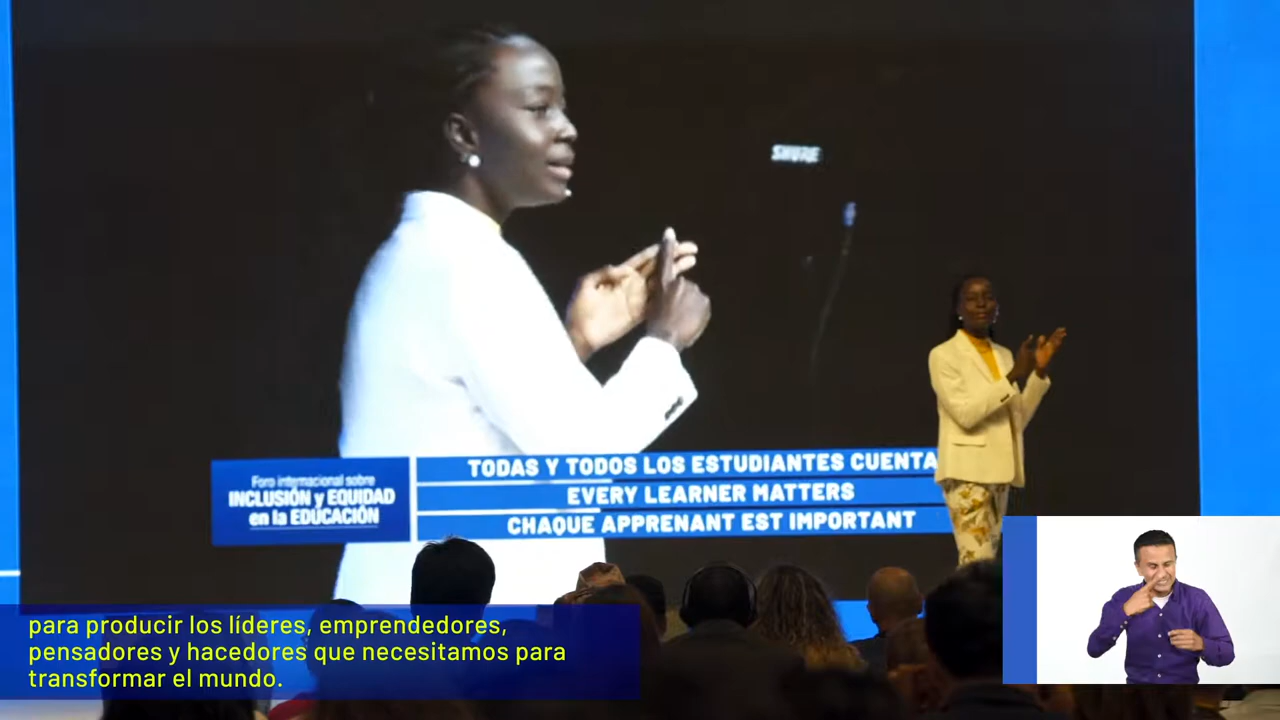 SHURE
TODAS Y TODOS LOS ESTUDIANTES CUENTA
Foro internacional sobre
INCLUSIÓN y EQUIDAD
en la EDUCACIÓN
EVERY LEARNER MATTERS
CHAQUE APPRENANT EST IMPORTANT
para producir los líderes, emprendedores,
pensadores y hacedores que necesitamos para
transformar el mundo.